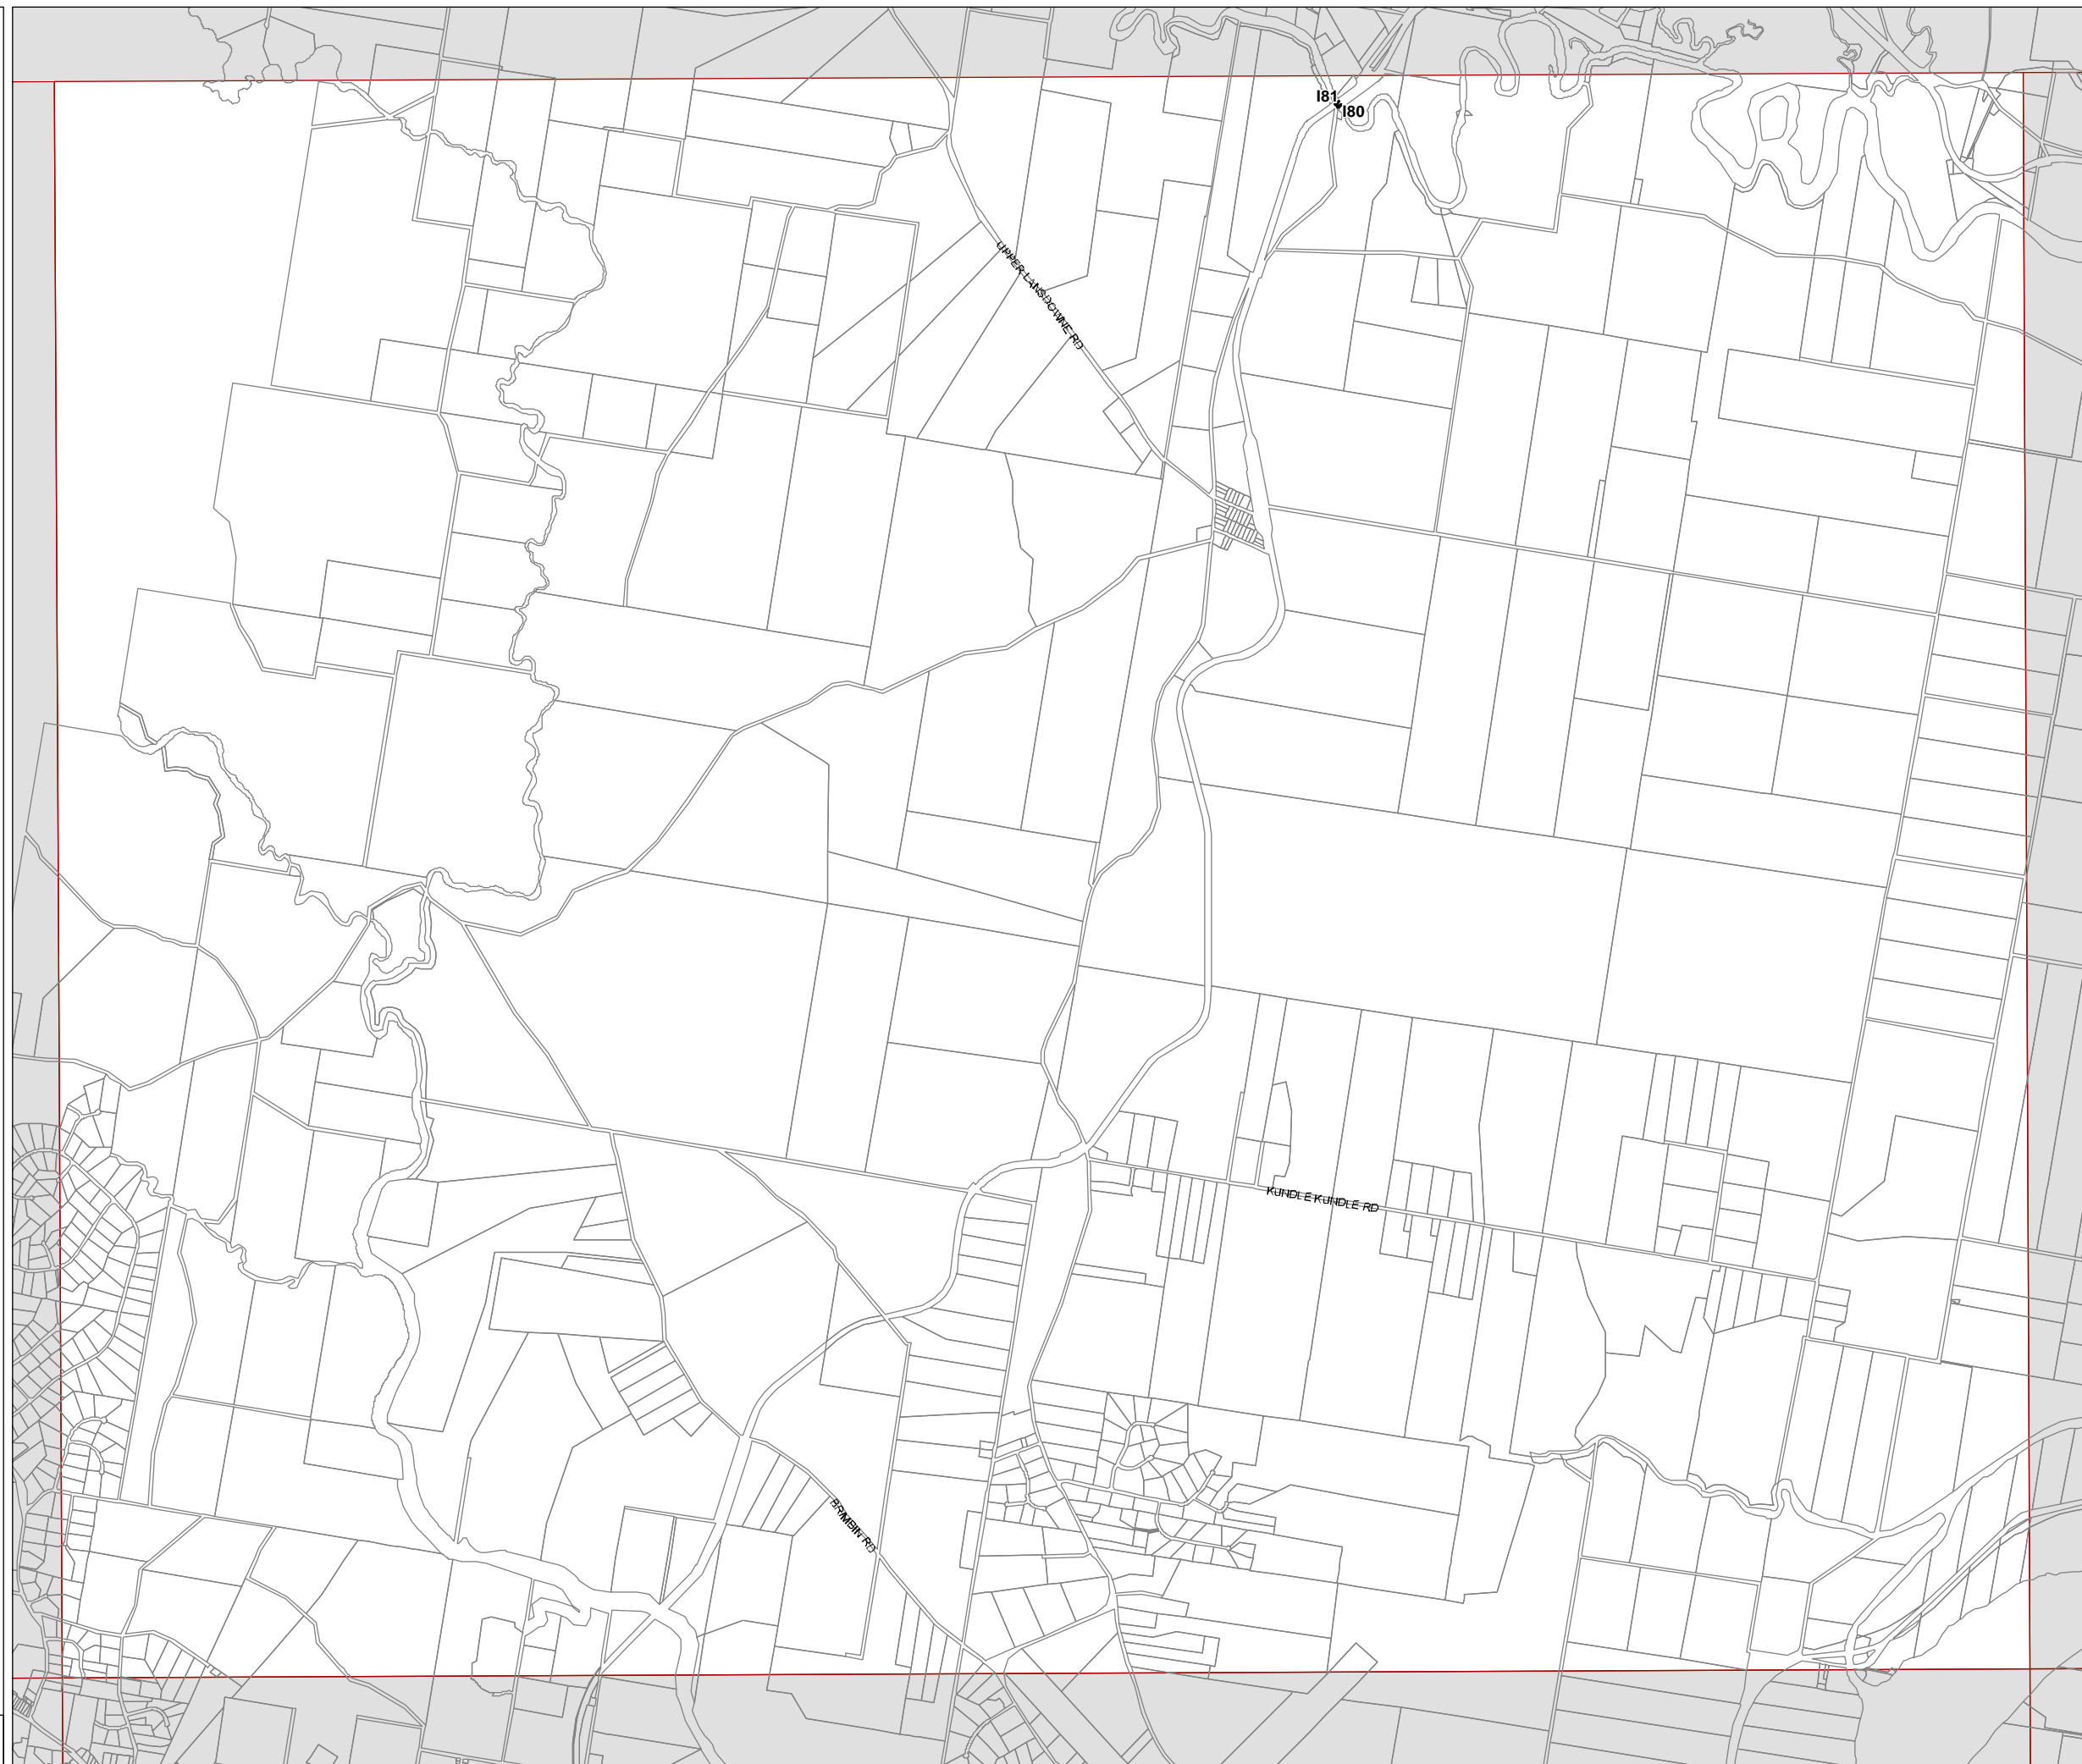 I81
I80
UPPER LANSDOWNE RD
KUNDLE KUNDLE RD
BRIMBIN RD